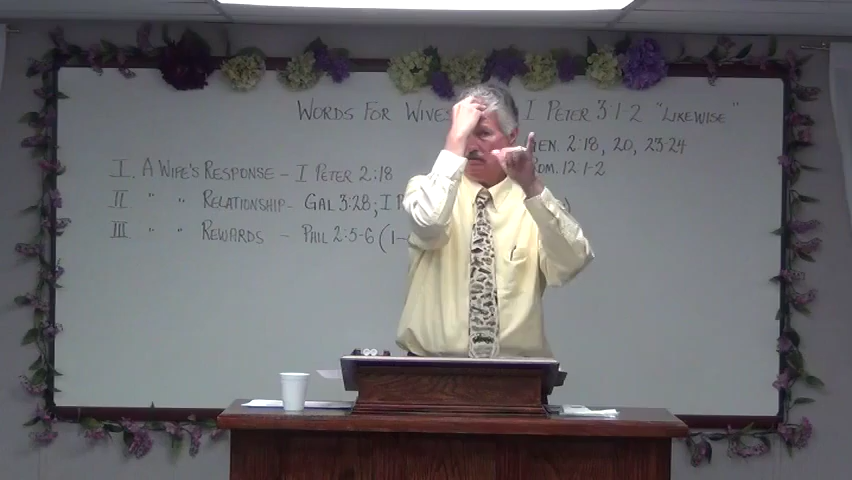 WORDS FOR WIVES I PETER 3:1-2 "LIKEWISE"
GEN. 2:18, 20, 23-24
ROM. 12 1-2
I. A WIFE'S RESPONSE - I PETER 2:18
II " " RELATIONSHIP - GAL 3:28; I P
III " " REWARDS - PHIL 2:5-6 (1-